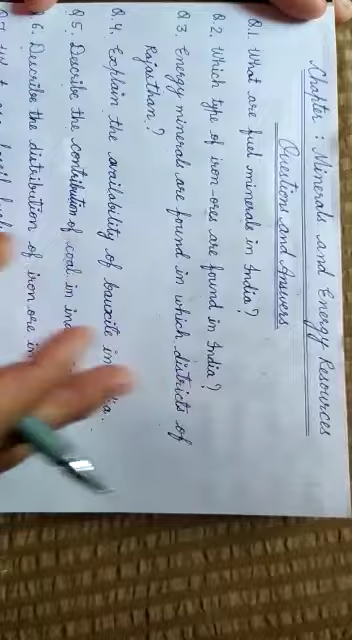 Chapter : Minerals and Energy Resources
Questions and Answers
Q.1. What are fuel minerals in India?
Q.2. Which type of iron-ores are found in India?
Q 3. Energy minerals are found in which districts of
Rajasthan?
Q.4. Explain the availability of bauxite in
Q 5. Describe the contribution of coal in
6. Describe the distribution of iron ore in